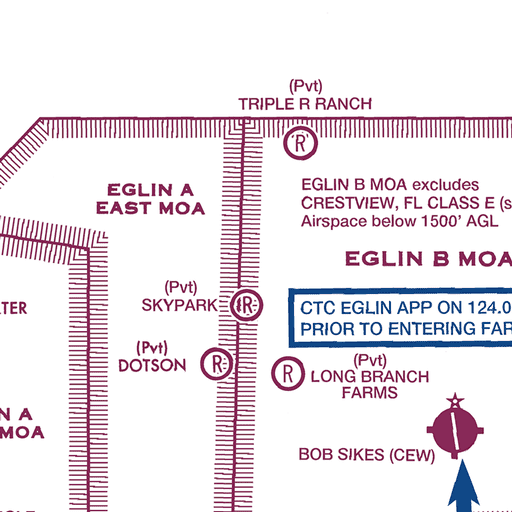 (Pvt)
TRIPLE R RANCH
R
EGLIN A
EAST MOA
EGLIN B MOA excludes
CRESTVIEW, FL CLASS E (s
Airspace below 1500' AGL
EGLIN B MOA
(Pvt)
SKYPARK
R
CTC EGLIN APP ON 124.0
PRIOR TO ENTERING FAR
TER
(Pvt)
DOTSON
R
R
(Pvt)
LONG BRANCH
FARMS
N A
MOA
BOB SIKES (CEW)